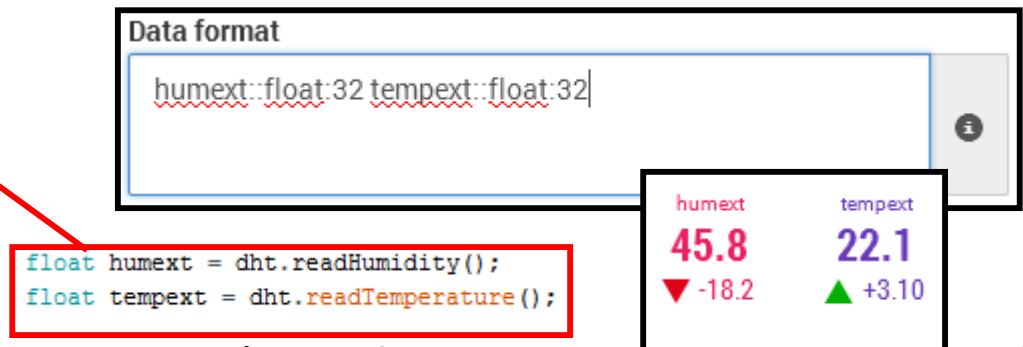 Data format
humext::float:32 tempext::float:32
humext tempext
45.8 22.1
▼ -18.2 ▲ +3.10
float humext = dht.readHumidity();
float tempext = dht.readTemperature();